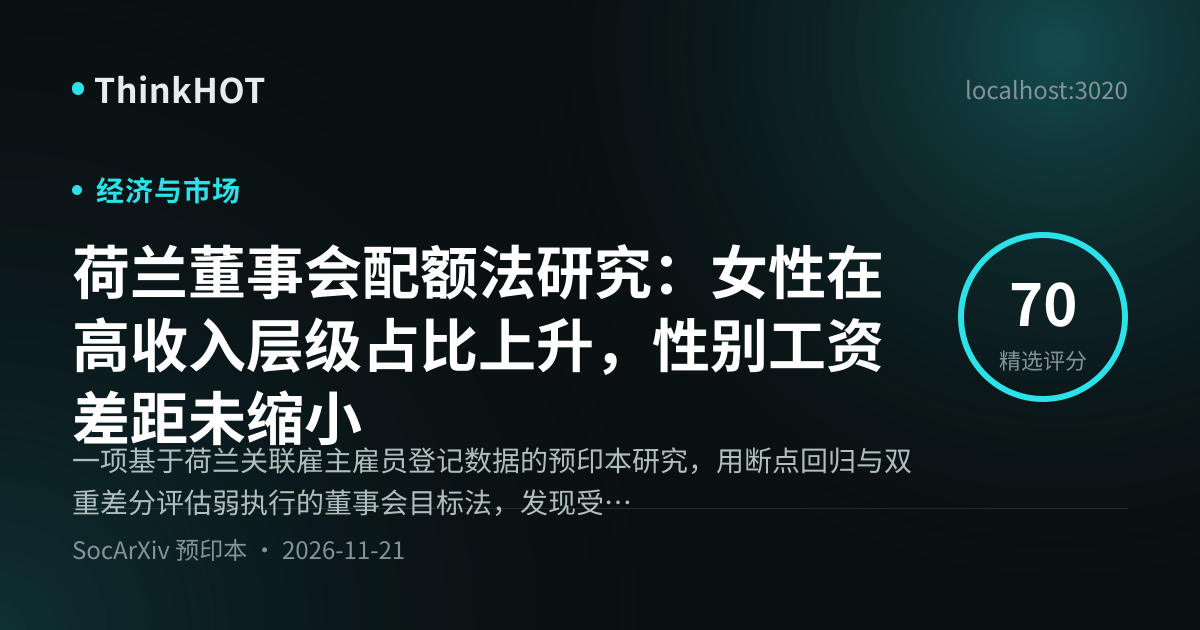 ThinkHOT
localhost:3020
经济与市场
荷兰董事会配额法研究：女性在
高收入层级占比上升，性别工资
差距未缩小
70
精选评分
一项基于荷兰关联雇主雇员登记数据的预印本研究，用断点回归与双
重差分评估弱执行的董事会目标法，发现受…
SocArXiv 预印本 · 2026-11-21